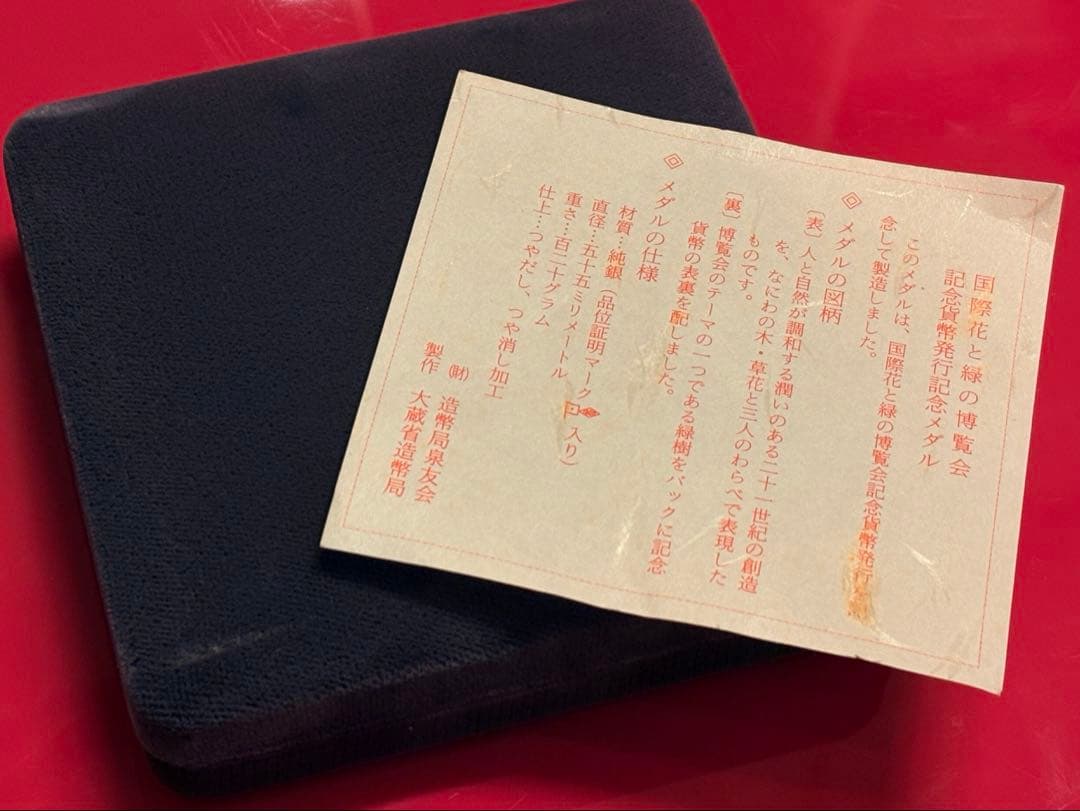 国際花と緑の博覧会
記念貨幣発行記念メダル
このメダルは、国際花と緑の博覧会記念貨幣発行を記
念して製造しました。
◈ メダルの図柄
〔表〕人と自然が調和する潤いのある二十一世紀の創造
を、なにわの木・草花と三人のわらべで表現した
ものです。
〔裏〕博覧会のテーマの一つである緑樹をバックに記念
貨幣の表裏を配しました。
◈ メダルの仕様
材質…純銀(品位証明マーク入り)
直径…五十五ミリメートル
重さ…百二十グラム
仕上…つやだし、つや消し加工
(財)造幣局泉友会
製作 大蔵省造幣局